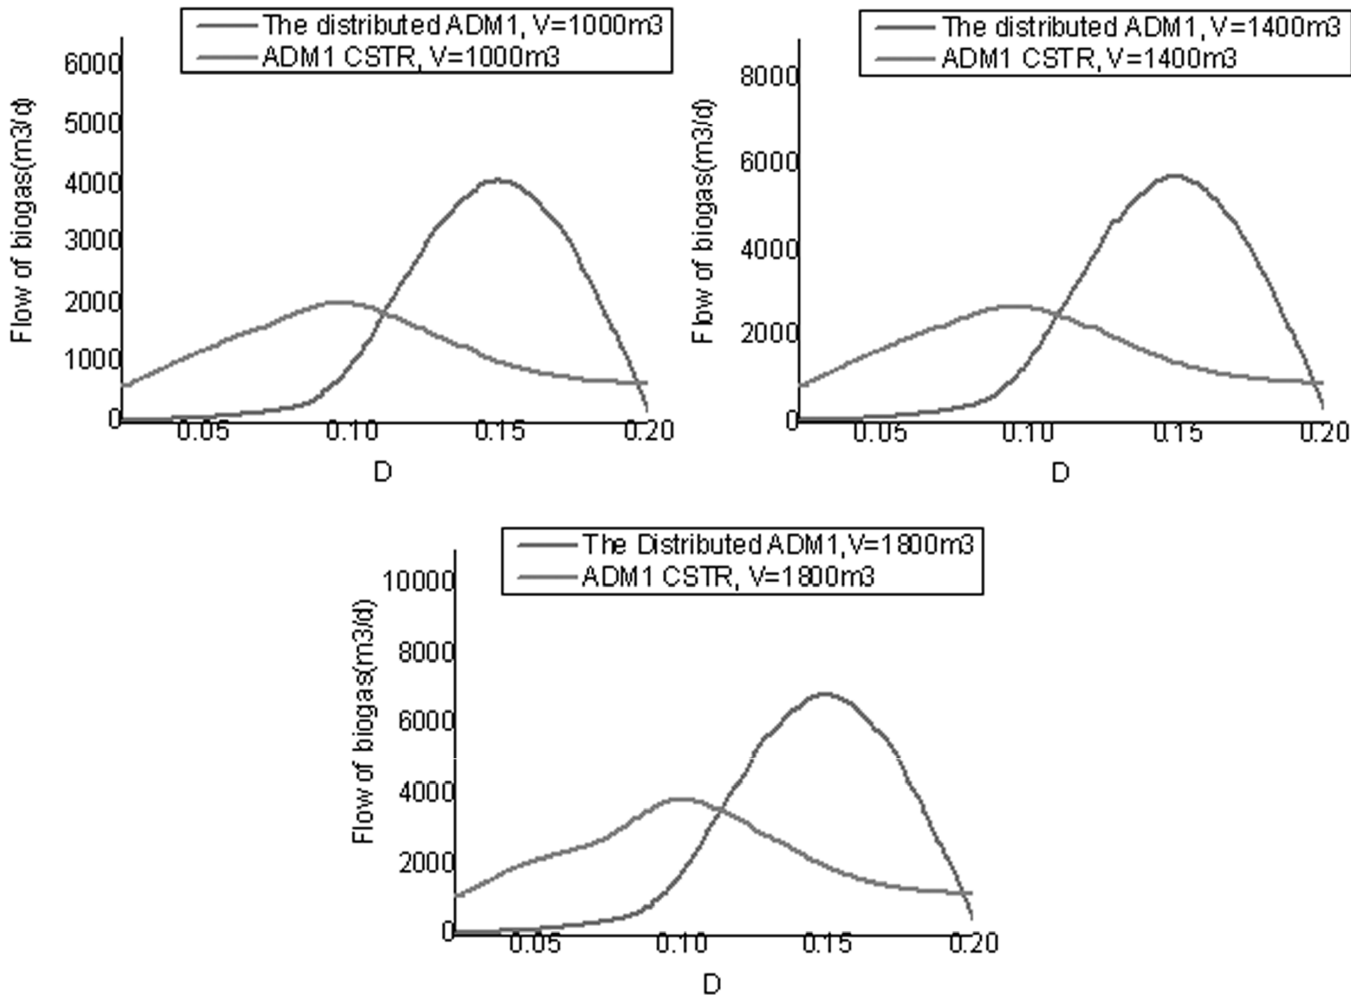 The distributed ADM1, V=1000m3
ADM1 CSTR, V=1000m3
6000
5000
4000
3000
2000
1000
0
Flow of biogas(m3/d)
0.05 0.10 0.15 0.20
D
The distributed ADM1, V=1400m3
ADM1 CSTR, V=1400m3
8000
6000
4000
2000
0
Flow of biogas(m3/d)
0.05 0.10 0.15 0.20
D
The Distributed ADM1,V=1800m3
ADM1 CSTR, V=1800m3
10000
8000
6000
4000
2000
0
Flow of biogas(m3/d)
0.05 0.10 0.15 0.20
D